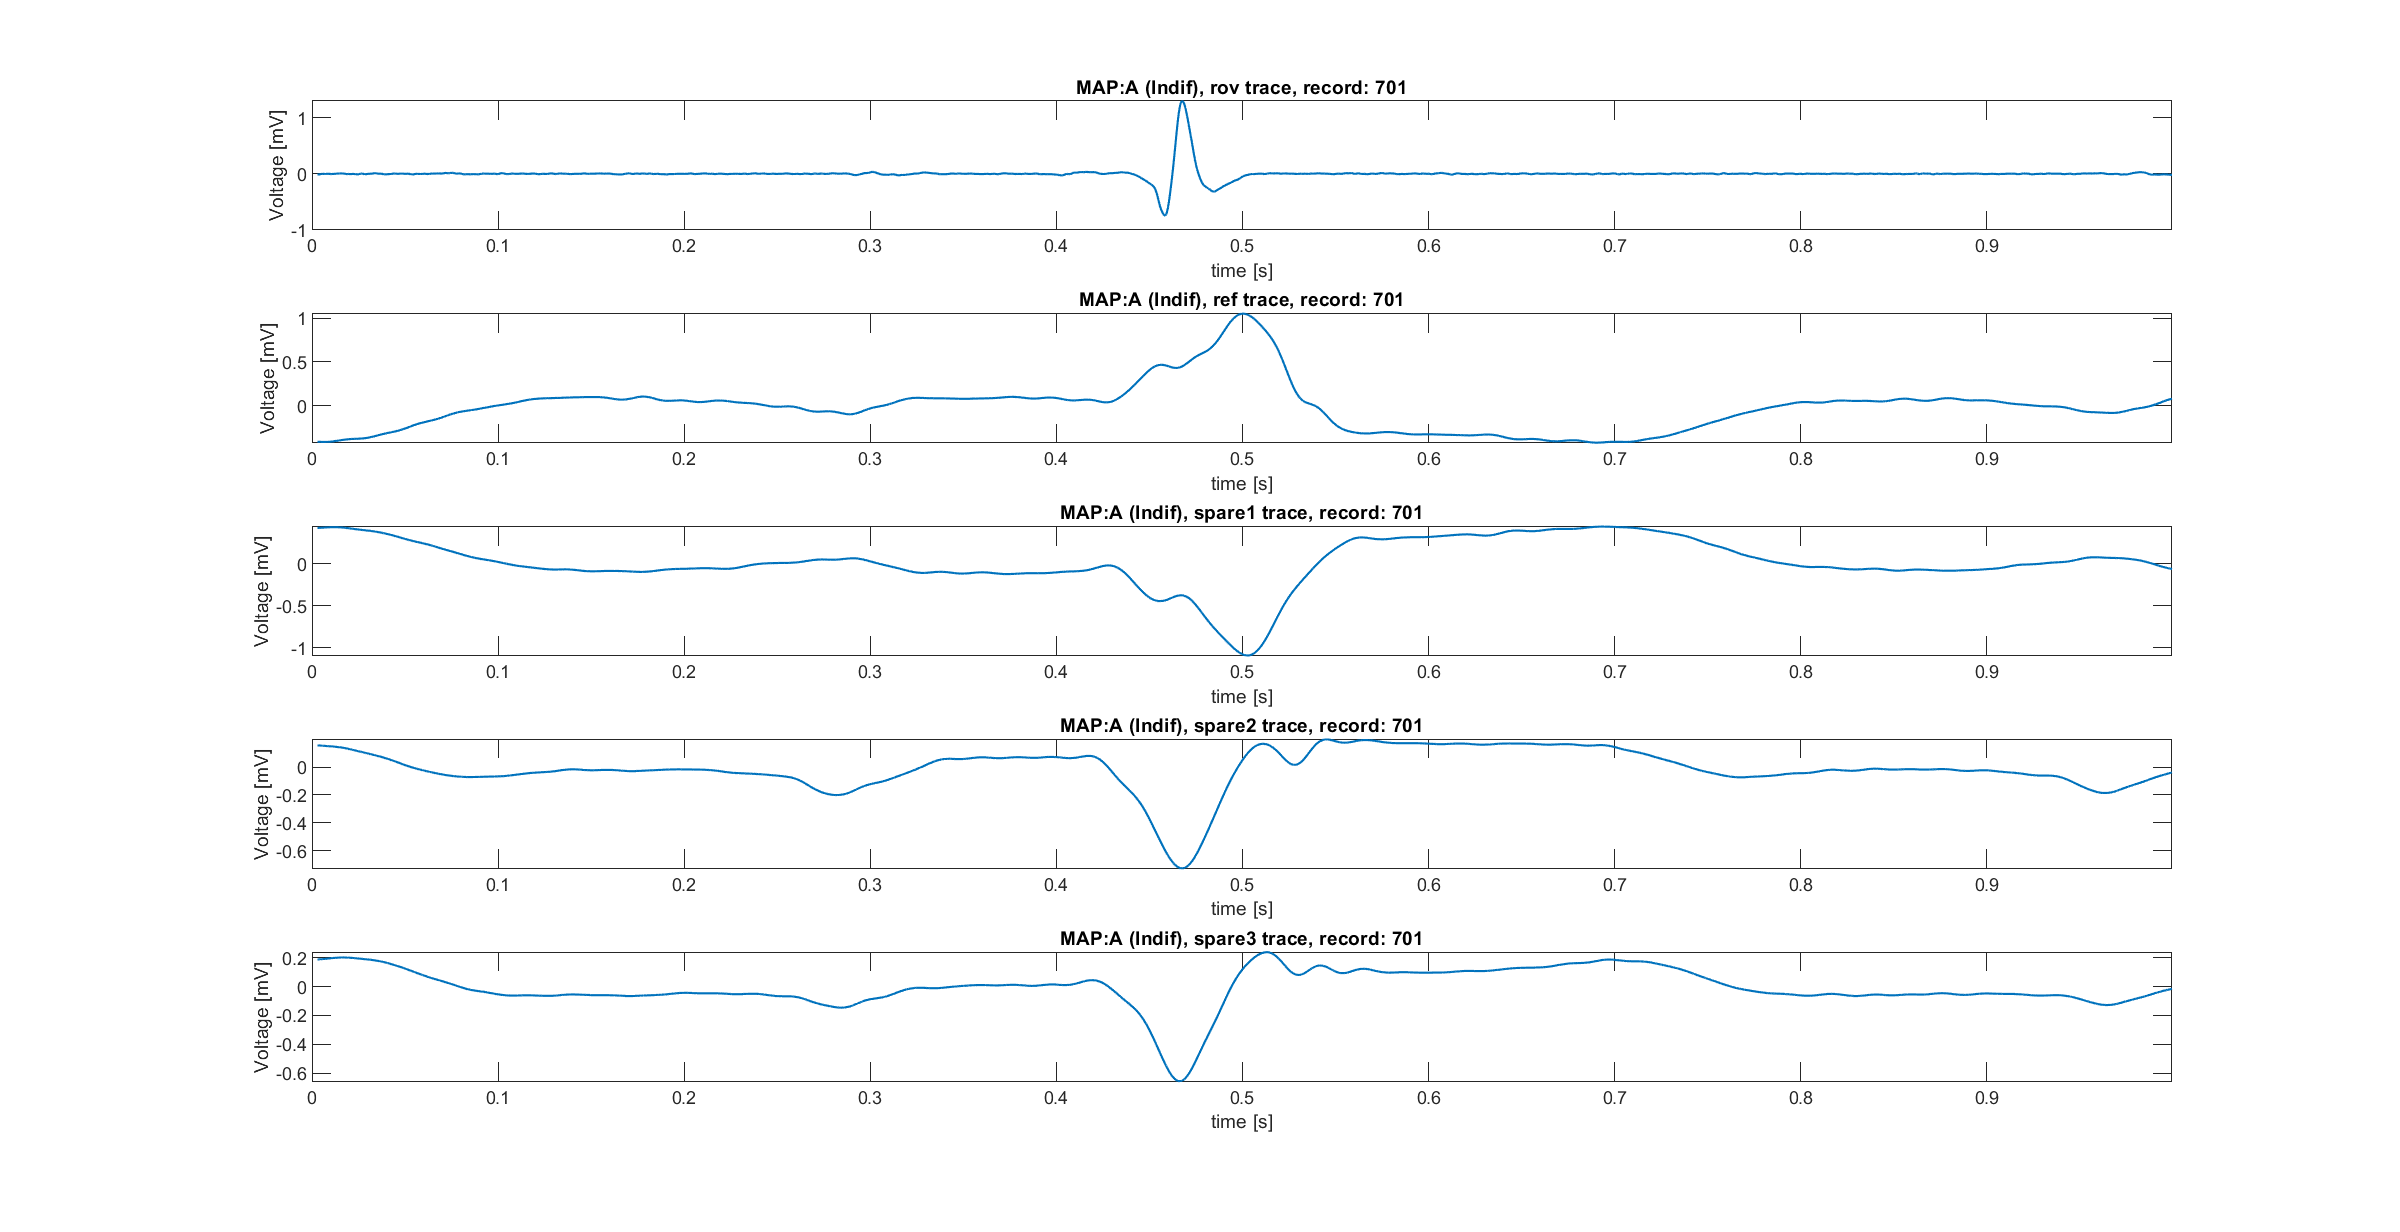 MAP:A (Indif), rov trace, record: 701
Voltage [mV]
1
0
-1
0 0.1 0.2 0.3 0.4 0.5 0.6 0.7 0.8 0.9
time [s]
MAP:A (Indif), ref trace, record: 701
Voltage [mV]
1
0.5
0
0 0.1 0.2 0.3 0.4 0.5 0.6 0.7 0.8 0.9
time [s]
MAP:A (Indif), spare1 trace, record: 701
Voltage [mV]
0
-0.5
-1
0 0.1 0.2 0.3 0.4 0.5 0.6 0.7 0.8 0.9
time [s]
MAP:A (Indif), spare2 trace, record: 701
Voltage [mV]
0
-0.2
-0.4
-0.6
0 0.1 0.2 0.3 0.4 0.5 0.6 0.7 0.8 0.9
time [s]
MAP:A (Indif), spare3 trace, record: 701
Voltage [mV]
0.2
0
-0.2
-0.4
-0.6
0 0.1 0.2 0.3 0.4 0.5 0.6 0.7 0.8 0.9
time [s]